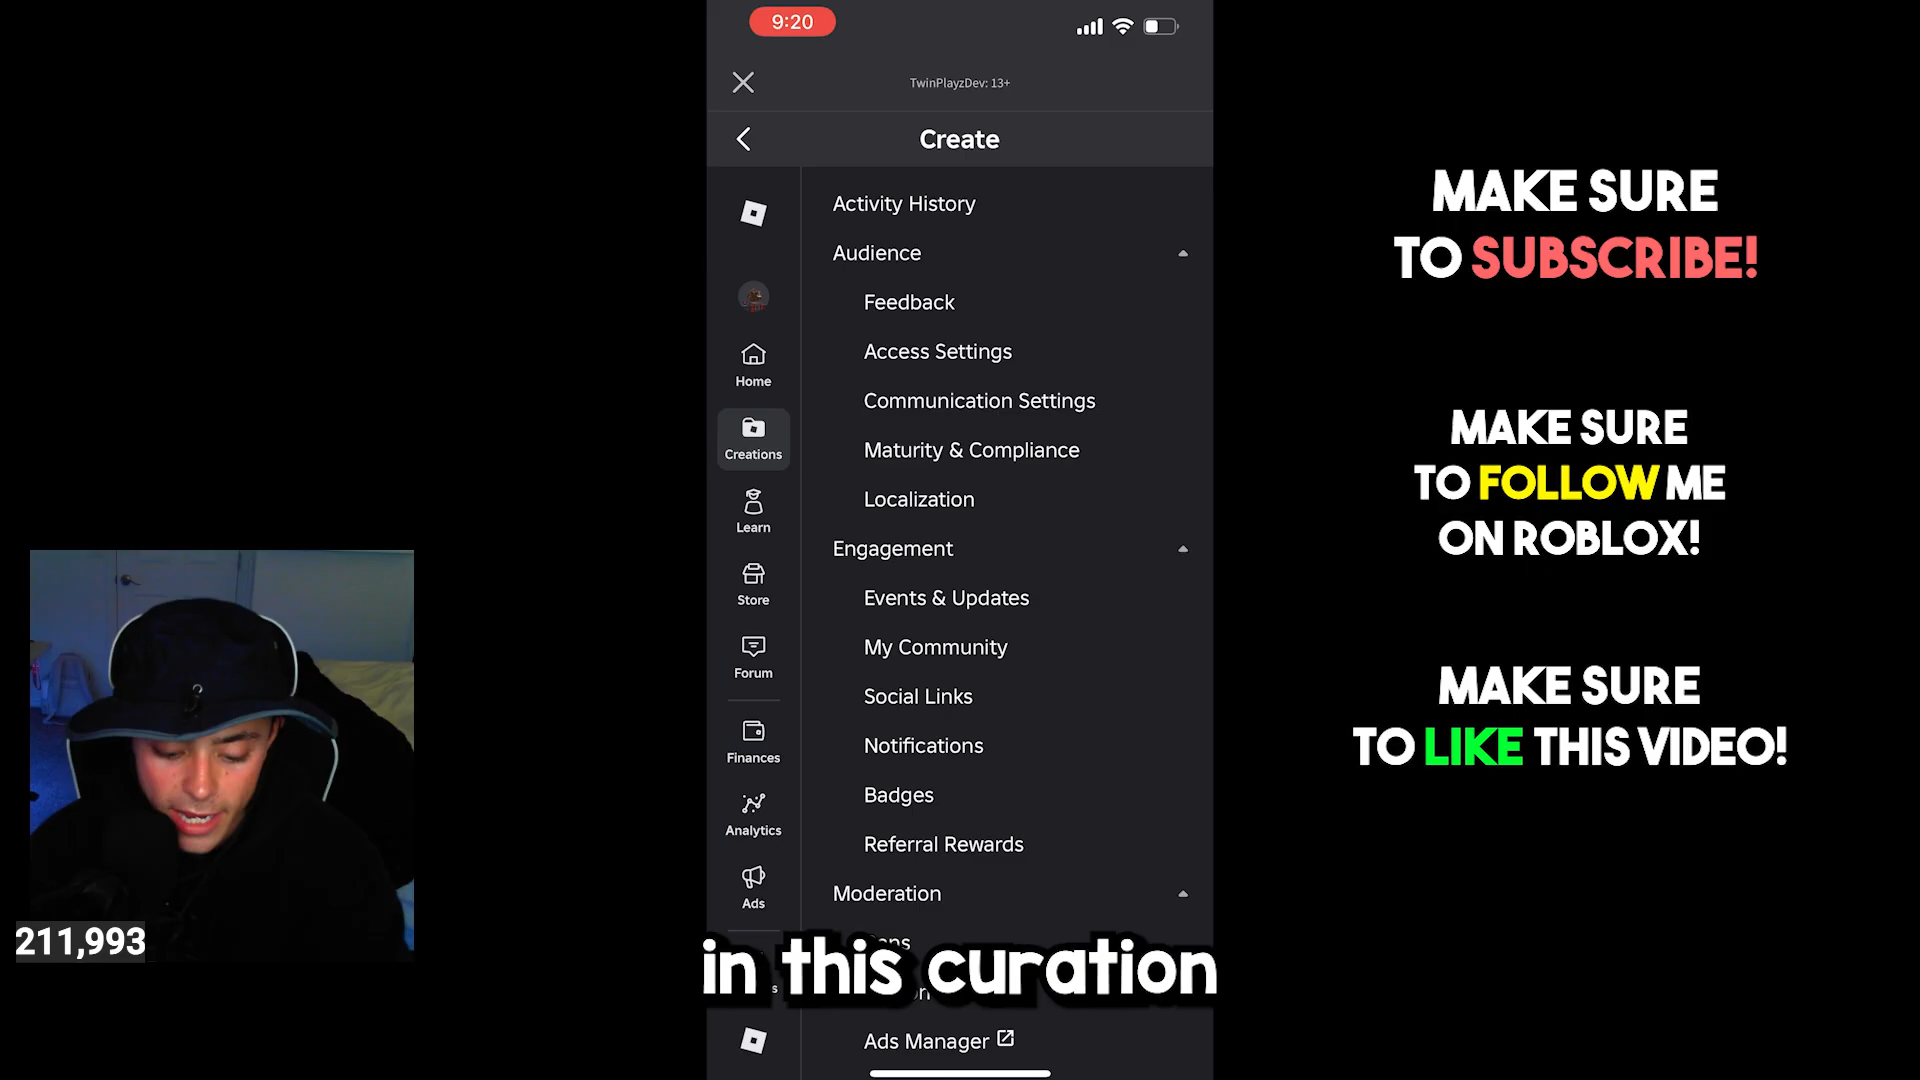 9:20
TwinPlayzDev: 13+
Create
Activity History
Audience
Feedback
Access Settings
Communication Settings
Maturity & Compliance
Localization
Engagement
Events & Updates
My Community
Social Links
Notifications
Badges
Referral Rewards
Moderation
Ads Manager
Home
Creations
Learn
Store
Forum
Finances
Analytics
Ads
in this curation
MAKE SURE
TO SUBSCRIBE!
MAKE SURE
TO FOLLOW ME
ON ROBLOX!
MAKE SURE
TO LIKE THIS VIDEO!
211,993